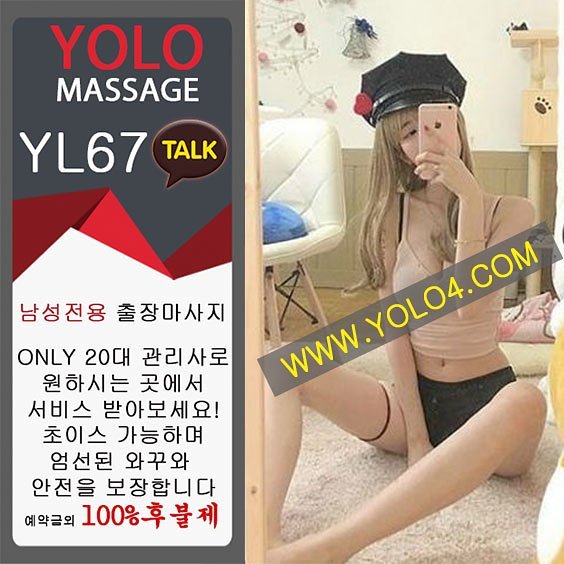 YOLO
MASSAGE
YL67 TALK
남성전용 출장마사지
ONLY 20대 관리사로
원하시는 곳에서
서비스 받아보세요!
초이스 가능하며
엄선된 와꾸와
안전을 보장합니다
예약금외 100%후불제
WWW.YOLO4.COM